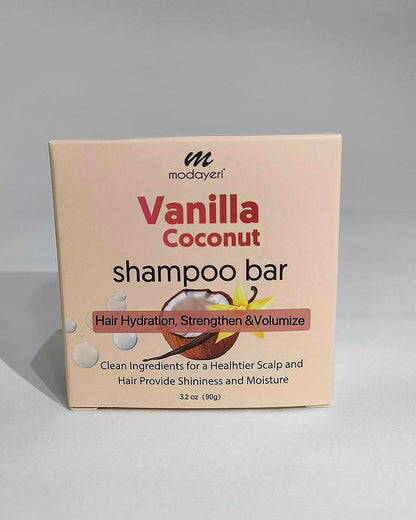 m
modayeri
Vanilla
Coconut
shampoo bar
Hair Hydration, Strengthen &Volumize
Clean Ingredients for a Healthtier Scalp and
Hair Provide Shininess and Moisture
3.2 oz (90g)